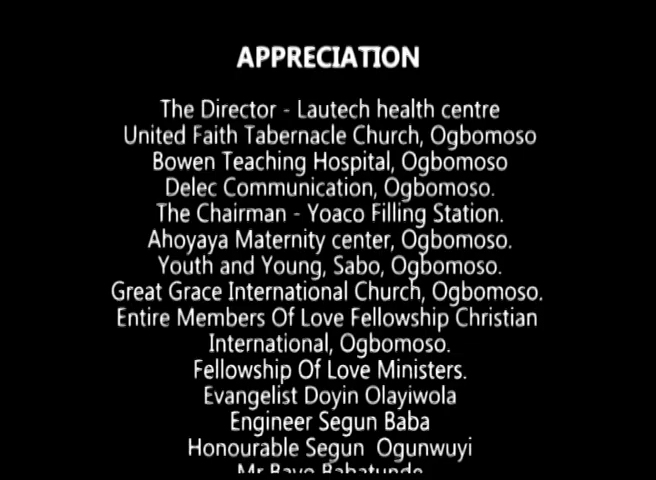 APPRECIATION
The Director - Lautech health centre
United Faith Tabernacle Church, Ogbomoso
Bowen Teaching Hospital, Ogbomoso
Delec Communication, Ogbomoso.
The Chairman - Yoaco Filling Station.
Ahoyaya Maternity center, Ogbomoso.
Youth and Young, Sabo, Ogbomoso.
Great Grace International Church, Ogbomoso.
Entire Members Of Love Fellowship Christian
International, Ogbomoso.
Fellowship Of Love Ministers.
Evangelist Doyin Olayiwola
Engineer Segun Baba
Honourable Segun Ogunwuyi
Mr Bayo Babatunde